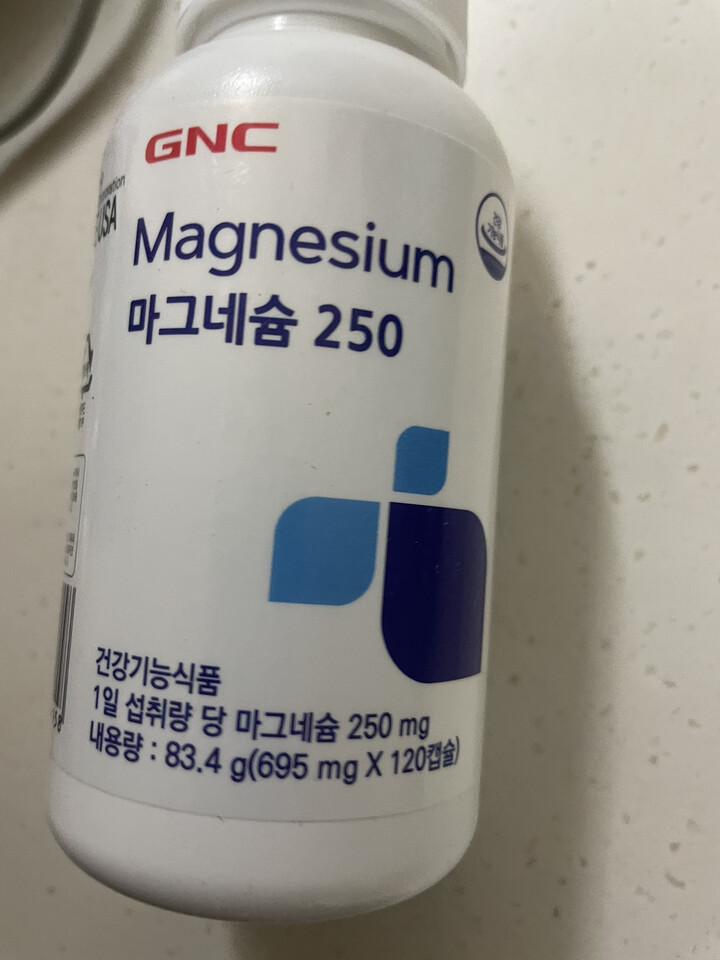 GNC
USA
Magnesium
마그네슘 250
건강기능식품
1일 섭취량 당 마그네슘 250 mg
내용량 : 83.4 g(695 mg X 120캡슐)